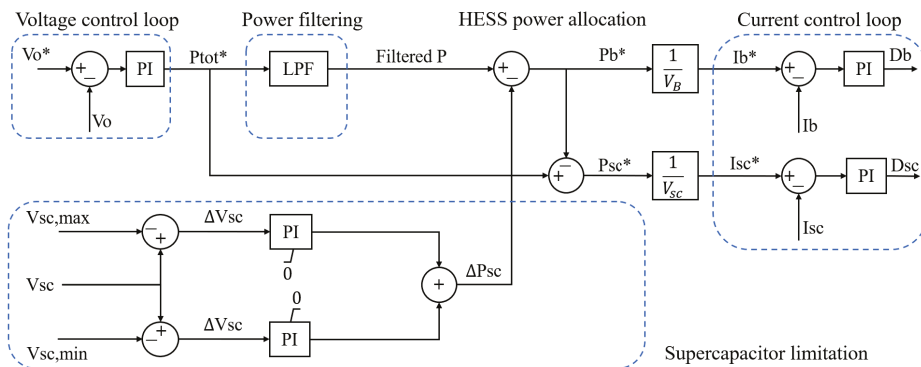 Voltage control loop
Power filtering
HESS power allocation
Current control loop
Vo*
+
−
PI
Ptot*
LPF
Filtered P
+
−
Pb*
1
V_B
Ib*
+
−
PI
Db
Vo
Ib
+
−
Psc*
1
V_sc
Isc*
+
−
PI
Dsc
Isc
Vsc,max
−
+
ΔVsc
PI
0
Vsc
+
ΔPsc
0
Vsc,min
−
+
ΔVsc
PI
Supercapacitor limitation